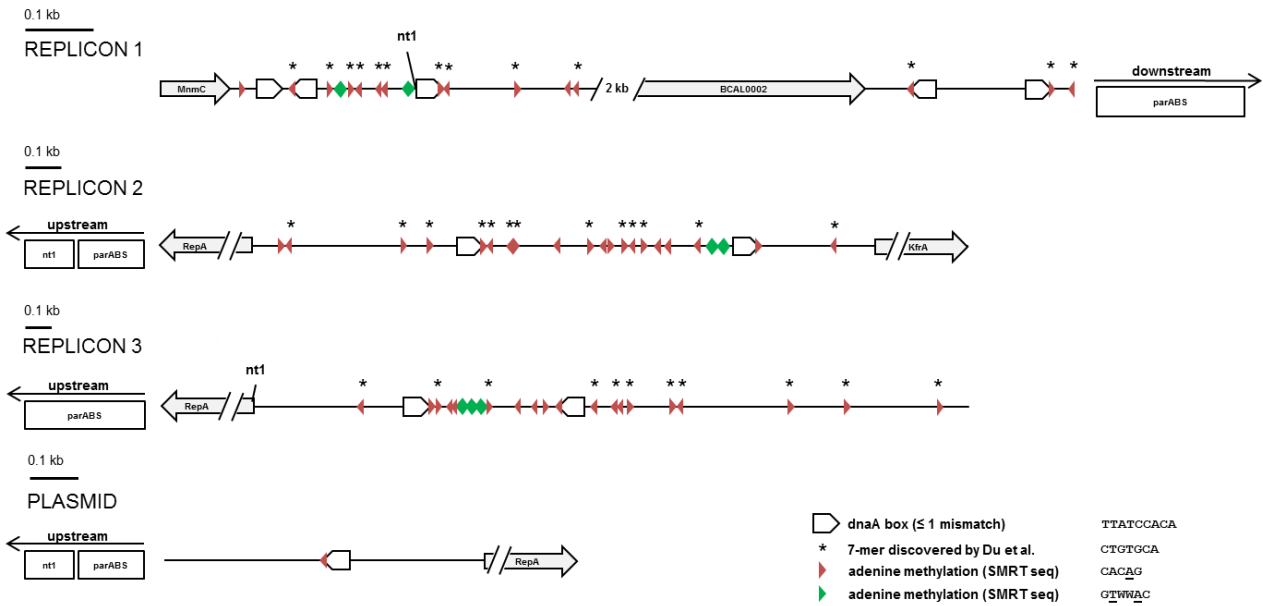 0.1 kb
REPLICON 1
nt1
* * ** ** ** * * * * *
MnmC
2 kb
BCAL0002
downstream
parABS
0.1 kb
REPLICON 2
* * * ** ** * ** * * *
upstream
nt1
parABS
RepA
KfrA
0.1 kb
REPLICON 3
nt1
* * * * ** ** * * *
upstream
parABS
RepA
0.1 kb
PLASMID
upstream
nt1
parABS
RepA
dnaA box (≤ 1 mismatch) TTATCCACA
* 7-mer discovered by Du et al. CTGTGCA
adenine methylation (SMRT seq) CACAG
adenine methylation (SMRT seq) GTWWAC